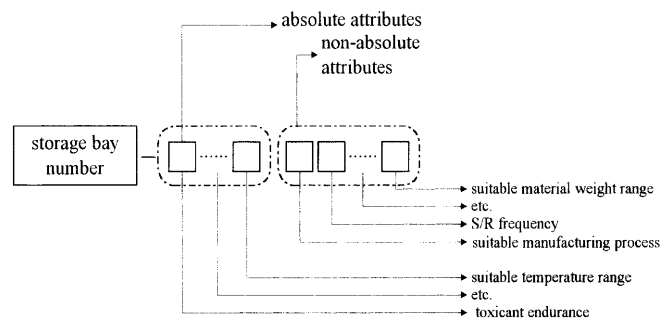 absolute attributes
non-absolute
attributes
storage bay
number
suitable material weight range
etc.
S/R frequency
suitable manufacturing process
suitable temperature range
etc.
toxicant endurance